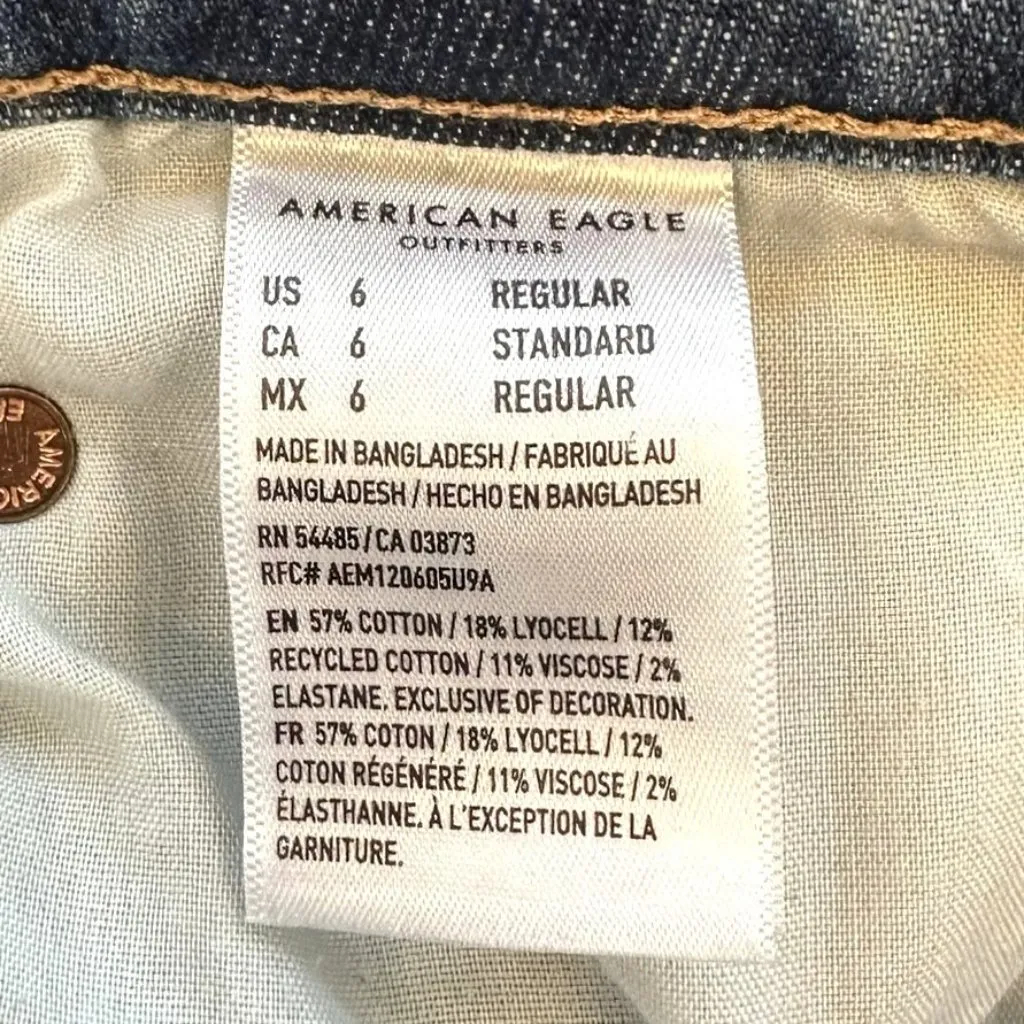 AMERICAN EAGLE
OUTFITTERS
US 6 REGULAR
CA 6 STANDARD
MX 6 REGULAR
MADE IN BANGLADESH / FABRIQUÉ AU
BANGLADESH / HECHO EN BANGLADESH
RN 54485 / CA 03873
RFC# AEM120605U9A
EN 57% COTTON / 18% LYOCELL / 12%
RECYCLED COTTON / 11% VISCOSE / 2%
ELASTANE. EXCLUSIVE OF DECORATION.
FR 57% COTON / 18% LYOCELL / 12%
COTON RÉGÉNÉRÉ / 11% VISCOSE / 2%
ÉLASTHANNE. À L'EXCEPTION DE LA
GARNITURE.